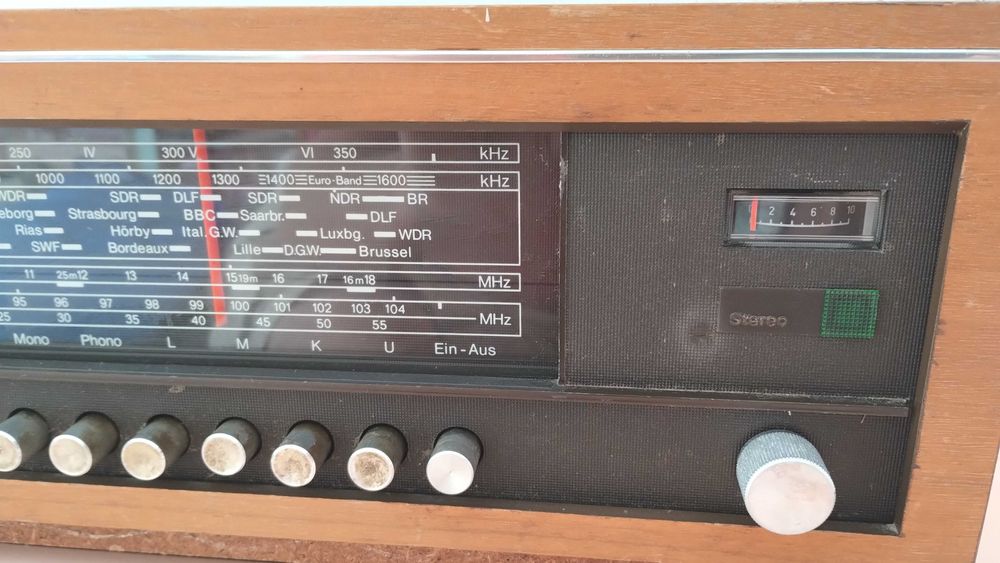 250 IV 300 V VI 350 kHz
1000 1100 1200 1300 1400 Euro-Band 1600 kHz
WDR SDR DLF SDR NDR BR
Strasbourg BBC Saarbr. DLF
Rias Hörby Ital.G.W. Luxbg. WDR
SWF Bordeaux Lille D.G.W. Brussel
11 25m 12 13 14 15 19m 16 17 16m 18 MHz
95 96 97 98 99 100 101 102 103 104 MHz
25 30 35 40 45 50 55
Mono Phono L M K U Ein-Aus
2 4 6 8 10
Stereo